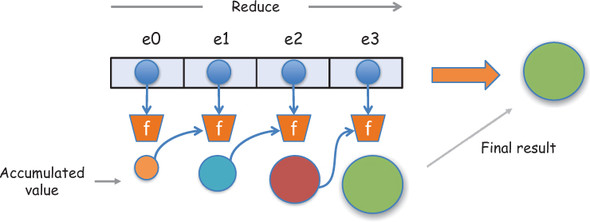 Reduce
e0 e1 e2 e3
f f f f
Accumulated
value
Final result